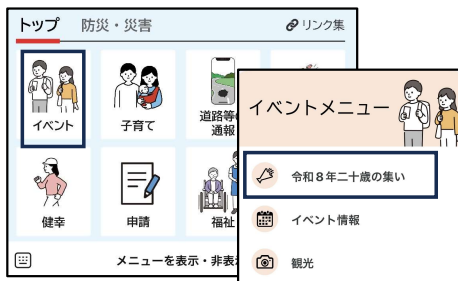 トップ 防災・災害 リンク集
イベント 子育て 道路等の
通報
健幸 申請 福祉
メニューを表示・非表
イベントメニュー
令和8年二十歳の集い
イベント情報
観光